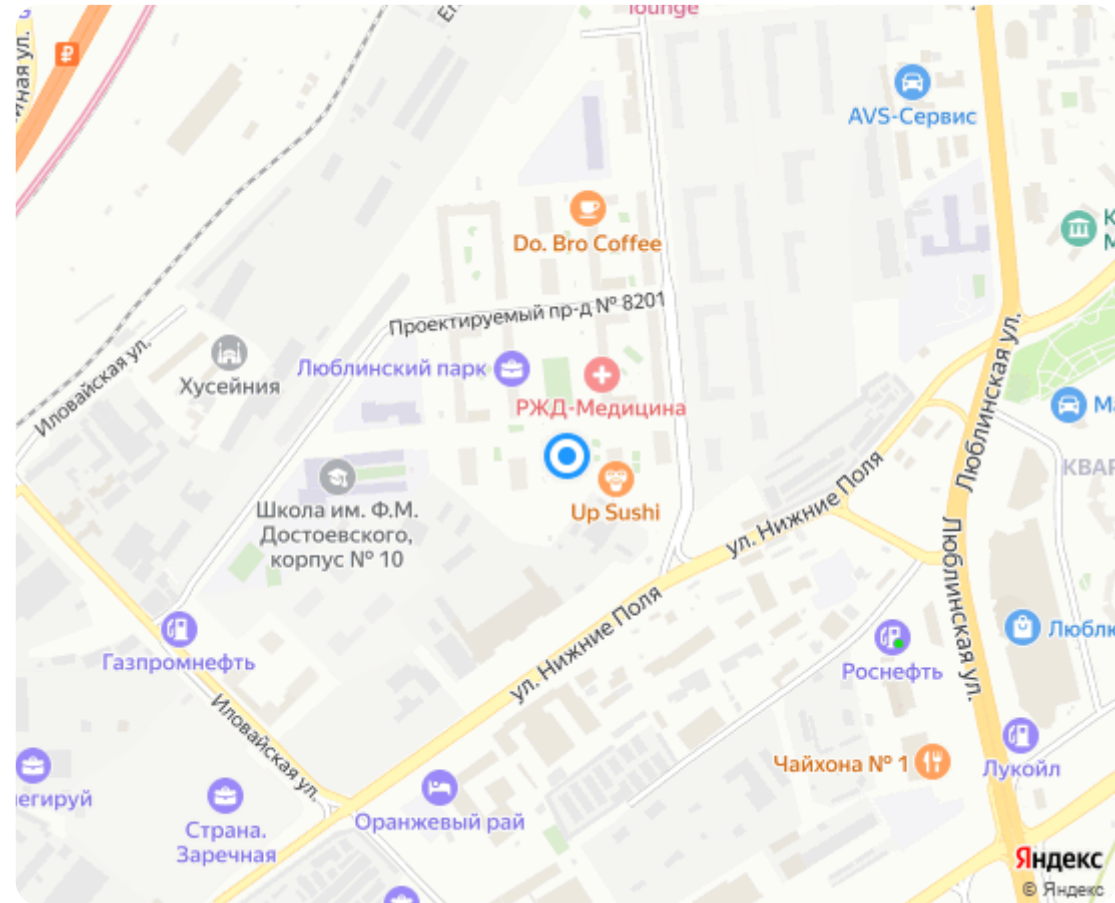 lounge
AVS-Сервис
Do. Bro Coffee
Проектируемый пр-д № 8201
Люблинский парк
РЖД-Медицина
Хусейния
Иловайская ул.
Люблинская ул.
Школа им. Ф.М.
Достоевского,
корпус № 10
Up Sushi
ул. Нижние Поля
Люблинская ул.
ул. Нижние Поля
Газпромнефть
Роснефть
Иловайская ул.
Чайхона № 1
Лукойл
Оранжевый рай
Страна.
Заречная
Яндекс
© Яндекс